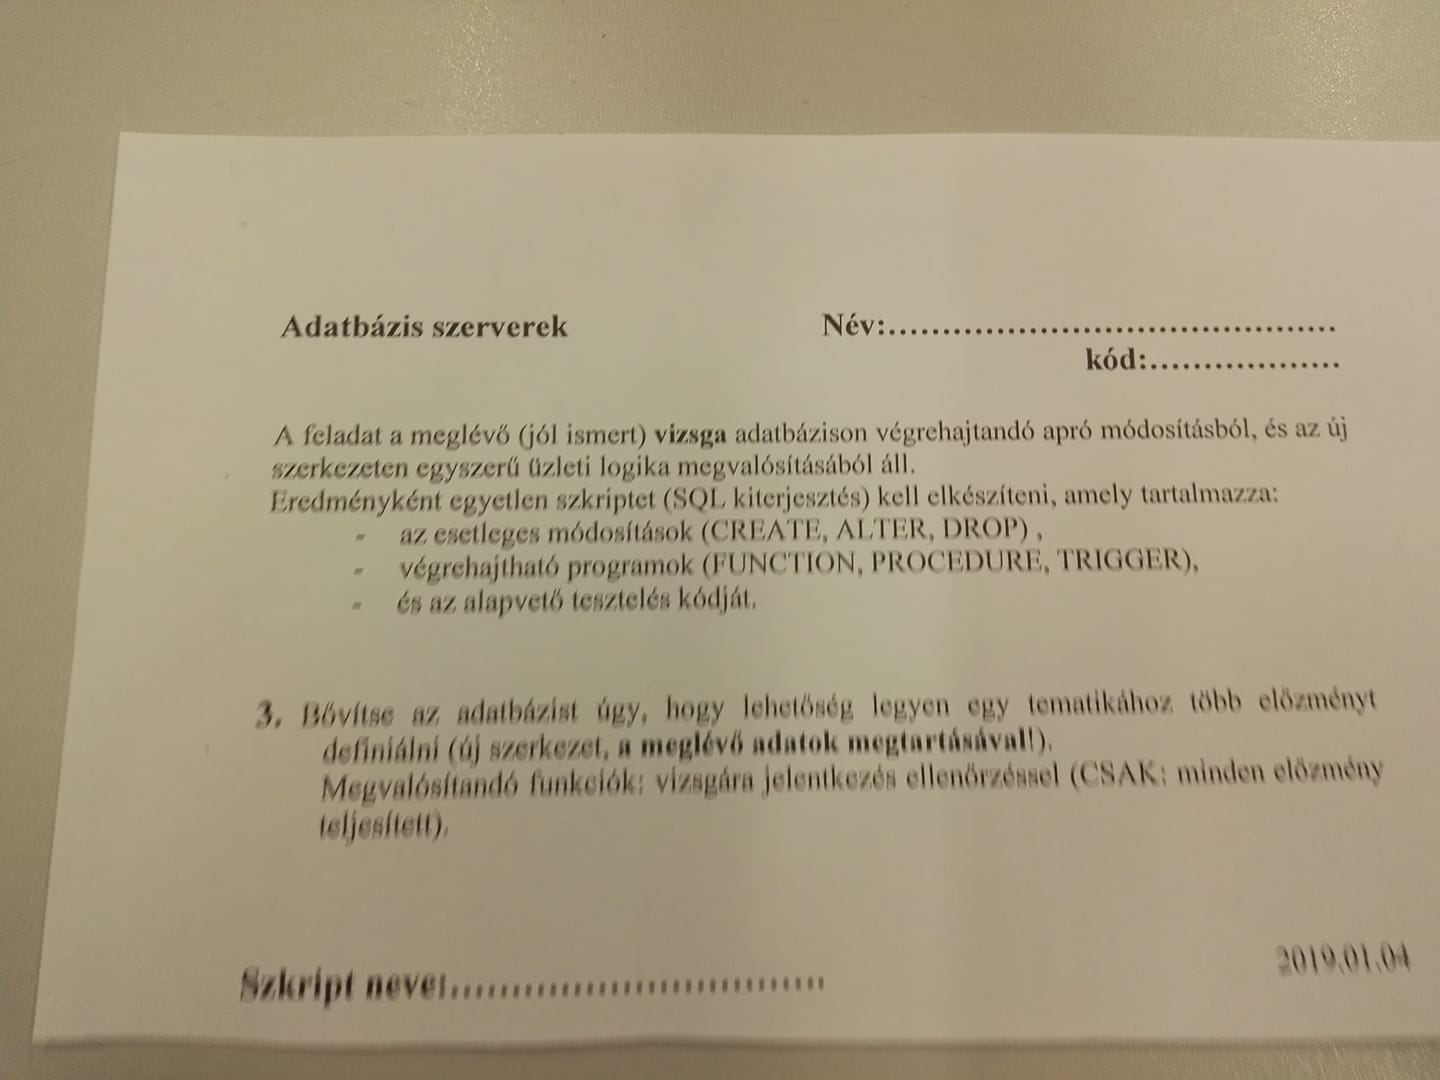 Adatbázis szerverek Név:..........................................
kód:..................
A feladat a meglévő (jól ismert) vizsga adatbázison végrehajtandó apró módosításból, és az új
szerkezeten egyszerű üzleti logika megvalósításából áll.
Eredményként egyetlen szkriptet (SQL kiterjesztés) kell elkészíteni, amely tartalmazza:
- az esetleges módosítások (CREATE, ALTER, DROP) ,
- végrehajtható programok (FUNCTION, PROCEDURE, TRIGGER),
- és az alapvető tesztelés kódját.
3. Bővítse az adatbázist úgy, hogy lehetőség legyen egy tematikához több előzményt
definiálni (új szerkezet, a meglévő adatok megtartásával!).
Megvalósítandó funkciók: vizsgára jelentkezés ellenőrzéssel (CSAK: minden előzmény
teljesített).
2019.01.04
Szkript neve:..................................